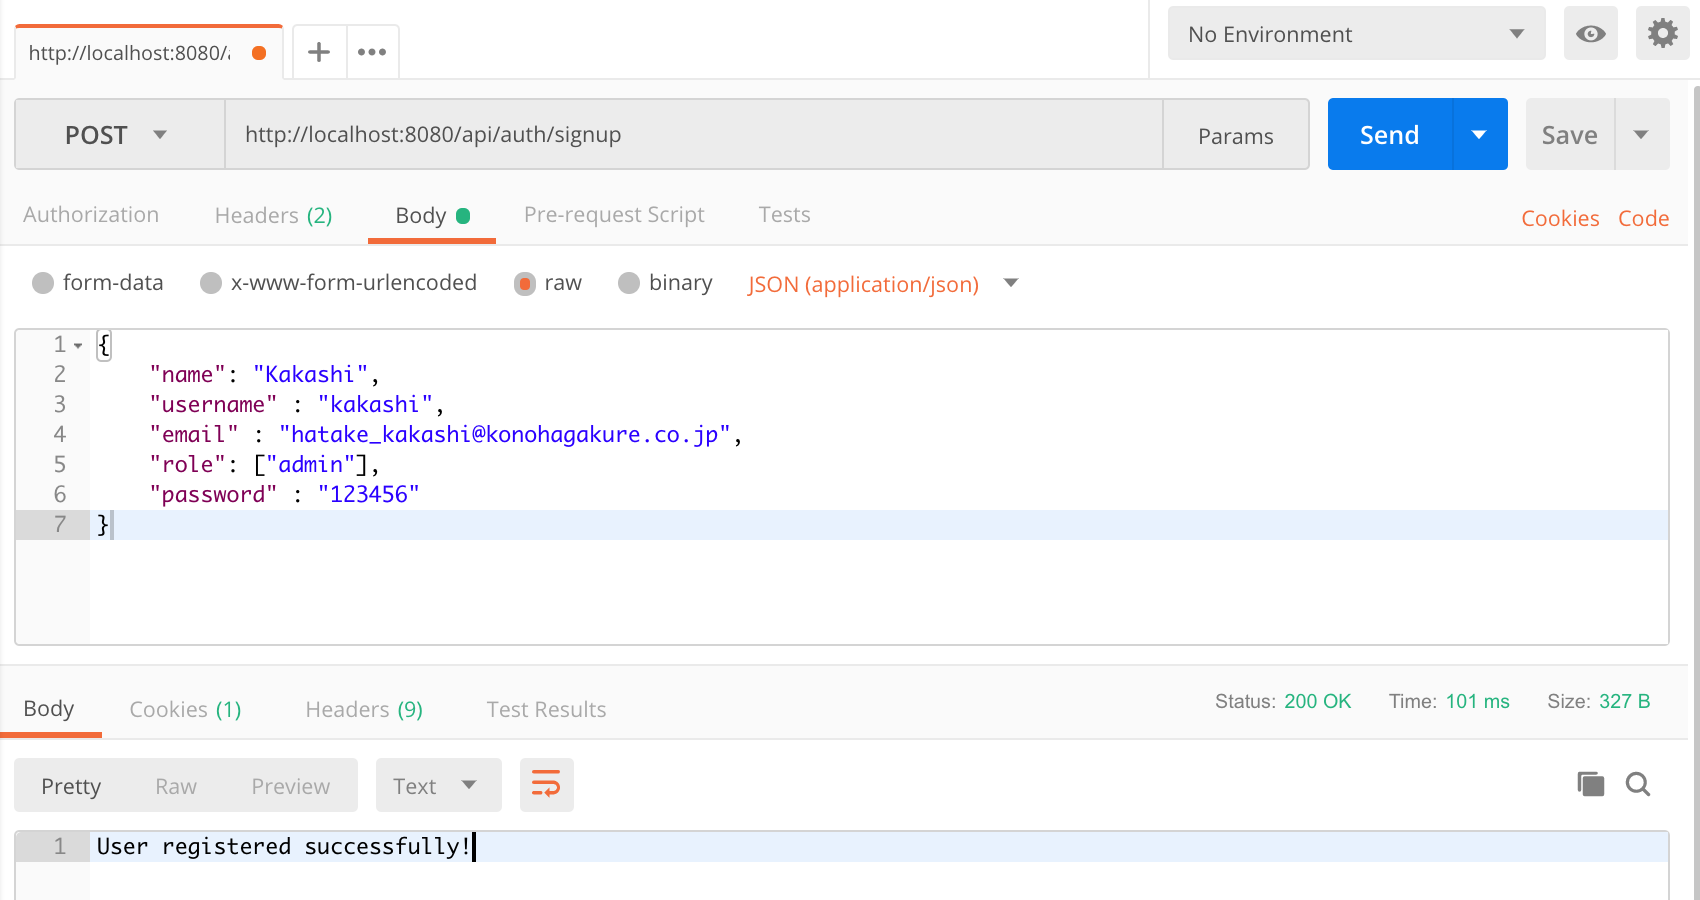 http://localhost:8080/a
No Environment
POST
http://localhost:8080/api/auth/signup
Params
Send
Save
Authorization
Headers (2)
Body
Pre-request Script
Tests
Cookies
Code
form-data
x-www-form-urlencoded
raw
binary
JSON (application/json)
1 {
2 "name": "Kakashi",
3 "username" : "kakashi",
4 "email" : "hatake_kakashi@konohagakure.co.jp",
5 "role": ["admin"],
6 "password" : "123456"
7 }
Body
Cookies (1)
Headers (9)
Test Results
Status: 200 OK
Time: 101 ms
Size: 327 B
Pretty
Raw
Preview
Text
1 User registered successfully!